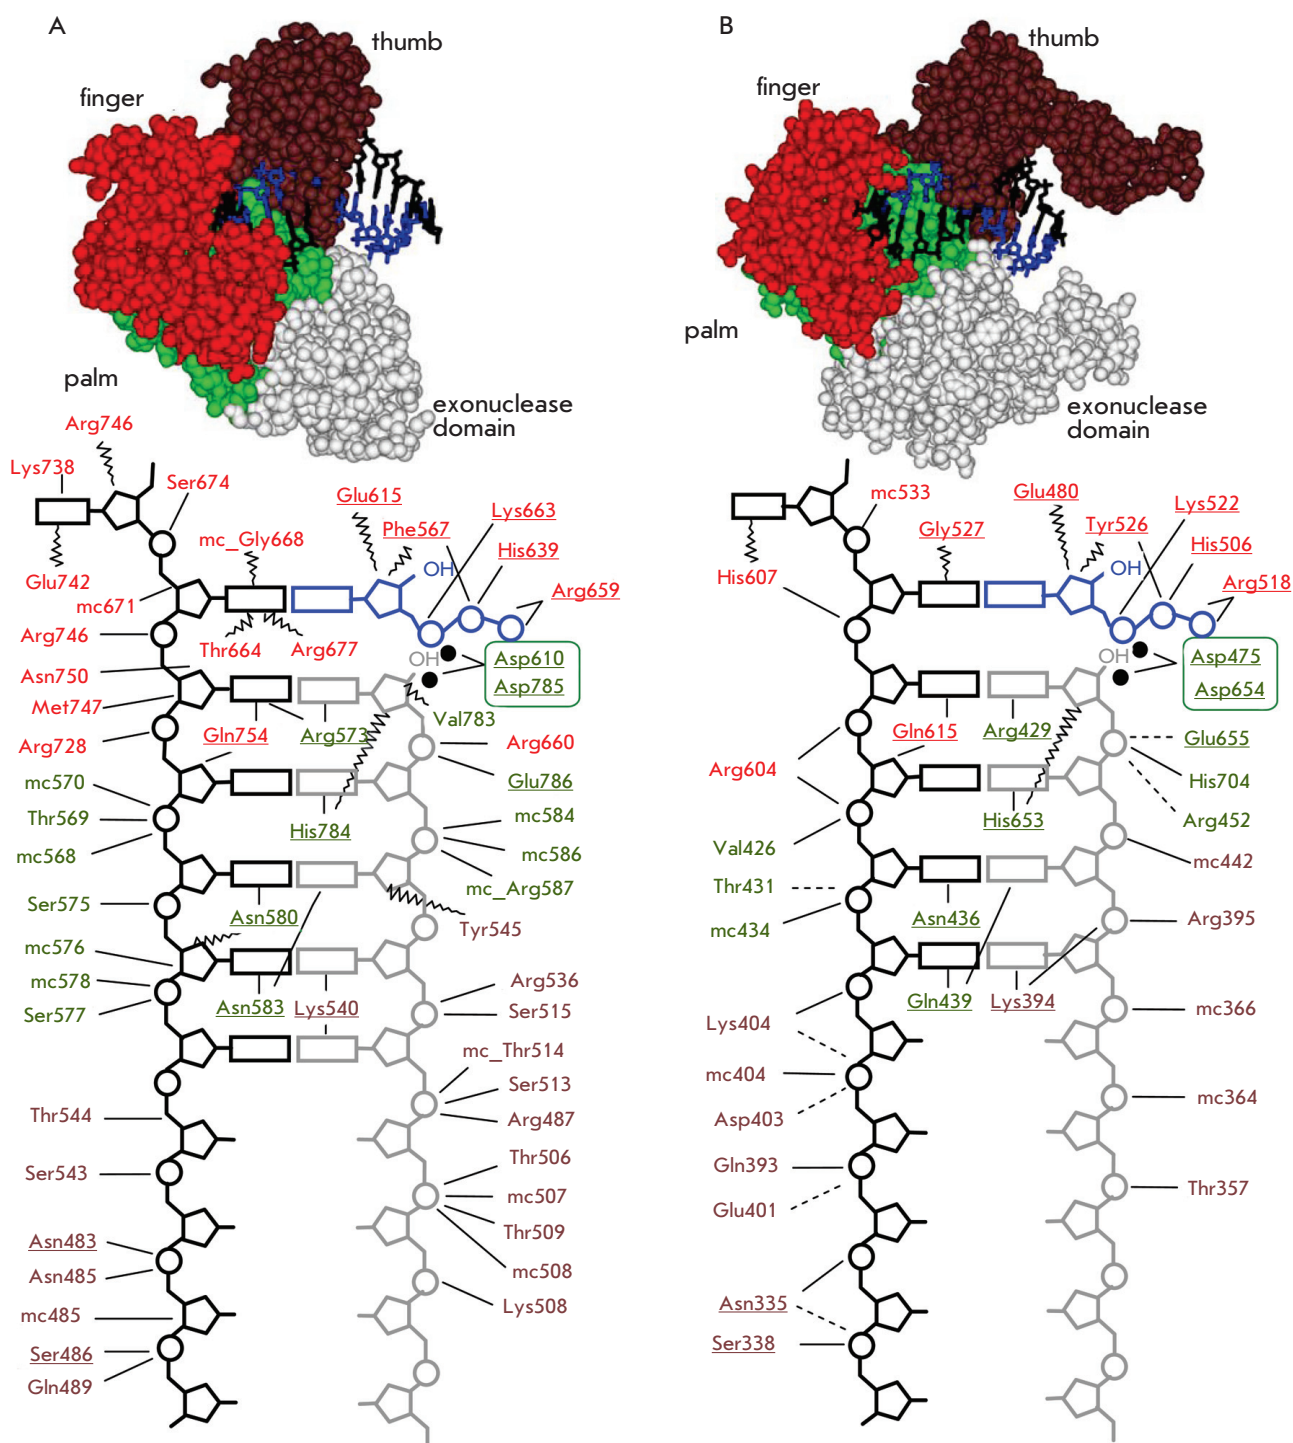 A
thumb
finger
palm
exonuclease
domain
Arg746
Lys738
Ser674
Glu615
Lys663
mc_Gly668
Phe567
His639
Glu742
OH
mc671
Arg659
Arg746
Thr664
Arg677
OH
Asp610
Asn750
Asp785
Met747
Val783
Arg728
Gln754
Arg573
Arg660
mc570
Glu786
Thr569
His784
mc584
mc568
mc586
mc_Arg587
Ser575
Asn580
Tyr545
mc576
mc578
Asn583
Lys540
Arg536
Ser577
Ser515
mc_Thr514
Ser513
Thr544
Arg487
Thr506
Ser543
mc507
Thr509
Asn483
mc508
Asn485
Lys508
mc485
Ser486
Gln489
B
thumb
finger
palm
exonuclease
domain
mc533
Glu480
Lys522
Gly527
Tyr526
His506
His607
OH
Arg518
OH
Asp475
Asp654
Gln615
Arg429
Glu655
Arg604
His704
His653
Arg452
Val426
mc442
Thr431
Asn436
Arg395
mc434
Gln439
Lys394
mc366
Lys404
mc404
mc364
Asp403
Gln393
Thr357
Glu401
Asn335
Ser338